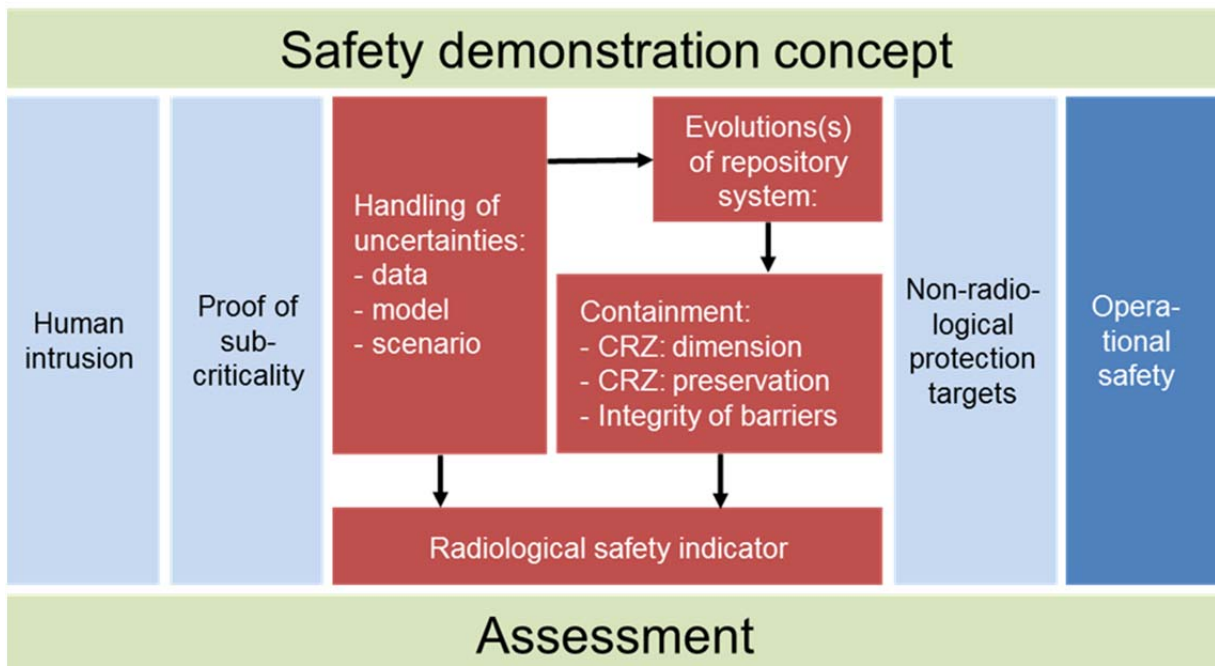 Safety demonstration concept
Human
intrusion
Proof of
sub-
criticality
Handling of
uncertainties:
- data
- model
- scenario
Evolutions(s)
of repository
system:
Containment:
- CRZ: dimension
- CRZ: preservation
- Integrity of barriers
Radiological safety indicator
Non-radio-
logical
protection
targets
Opera-
tional
safety
Assessment